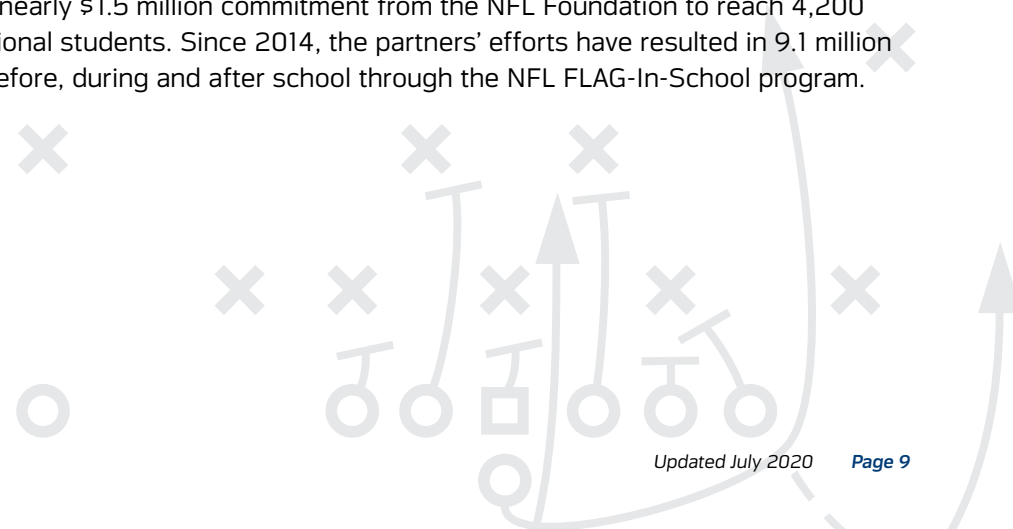 nearly $1.5 million commitment from the NFL Foundation to reach 4,200
ional students. Since 2014, the partners’ efforts have resulted in 9.1 million
efore, during and after school through the NFL FLAG-In-School program.
Updated July 2020 Page 9